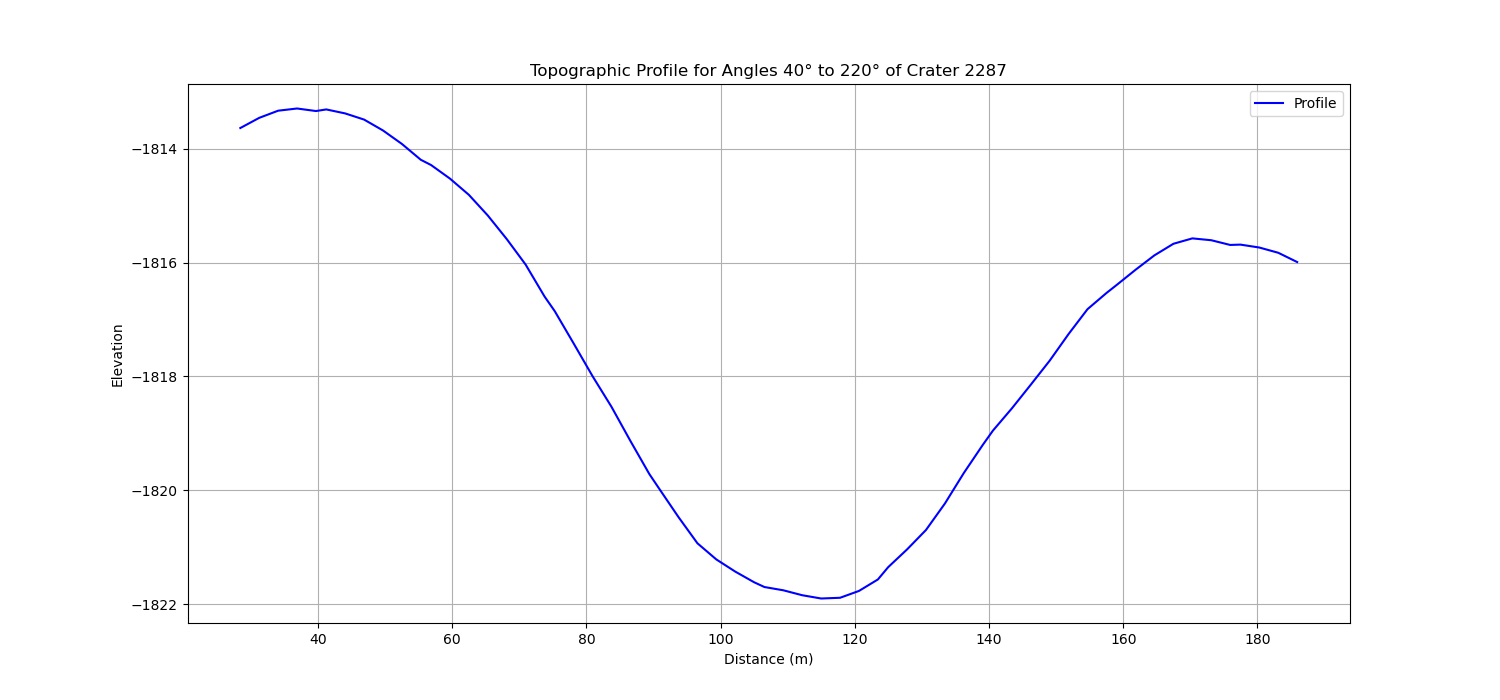 Topographic Profile for Angles 40° to 220° of Crater 2287
Profile
−1814
−1816
−1818
−1820
−1822
Elevation
40 60 80 100 120 140 160 180
Distance (m)